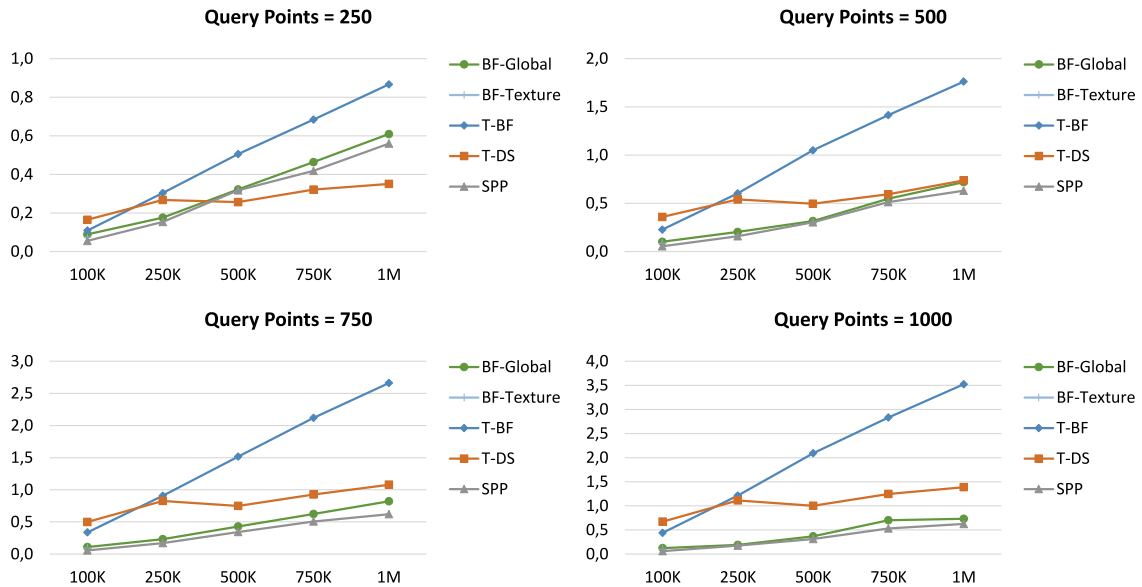 Query Points = 250
1,0
0,8
0,6
0,4
0,2
0,0
100K 250K 500K 750K 1M
BF-Global
BF-Texture
T-BF
T-DS
SPP
Query Points = 500
2,0
1,5
1,0
0,5
0,0
100K 250K 500K 750K 1M
BF-Global
BF-Texture
T-BF
T-DS
SPP
Query Points = 750
3,0
2,5
2,0
1,5
1,0
0,5
0,0
100K 250K 500K 750K 1M
BF-Global
BF-Texture
T-BF
T-DS
SPP
Query Points = 1000
4,0
3,5
3,0
2,5
2,0
1,5
1,0
0,5
0,0
100K 250K 500K 750K 1M
BF-Global
BF-Texture
T-BF
T-DS
SPP